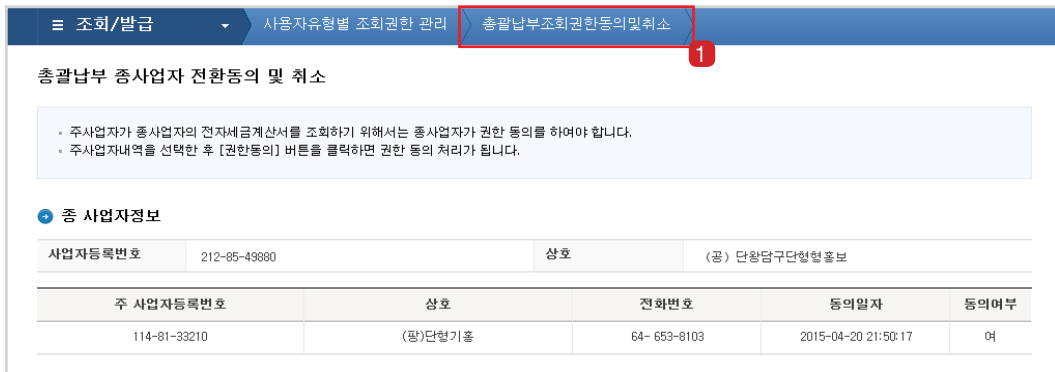 ≡ 조회/발급 사용자유형별 조회권한 관리 총괄납부조회권한동의및취소
1
총괄납부 종사업자 전환동의 및 취소
주사업자가 종사업자의 전자세금계산서를 조회하기 위해서는 종사업자가 권한 동의를 하여야 합니다.
주사업자내역을 선택한 후 [권한동의] 버튼을 클릭하면 권한 동의 처리가 됩니다.
종 사업자정보
사업자등록번호 212-85-49880 상호 (공) 단왕담구단형형홍보
주 사업자등록번호 상호 전화번호 동의일자 동의여부
114-81-33210 (팡)단형기홍 64- 653-8103 2015-04-20 21:50:17 여